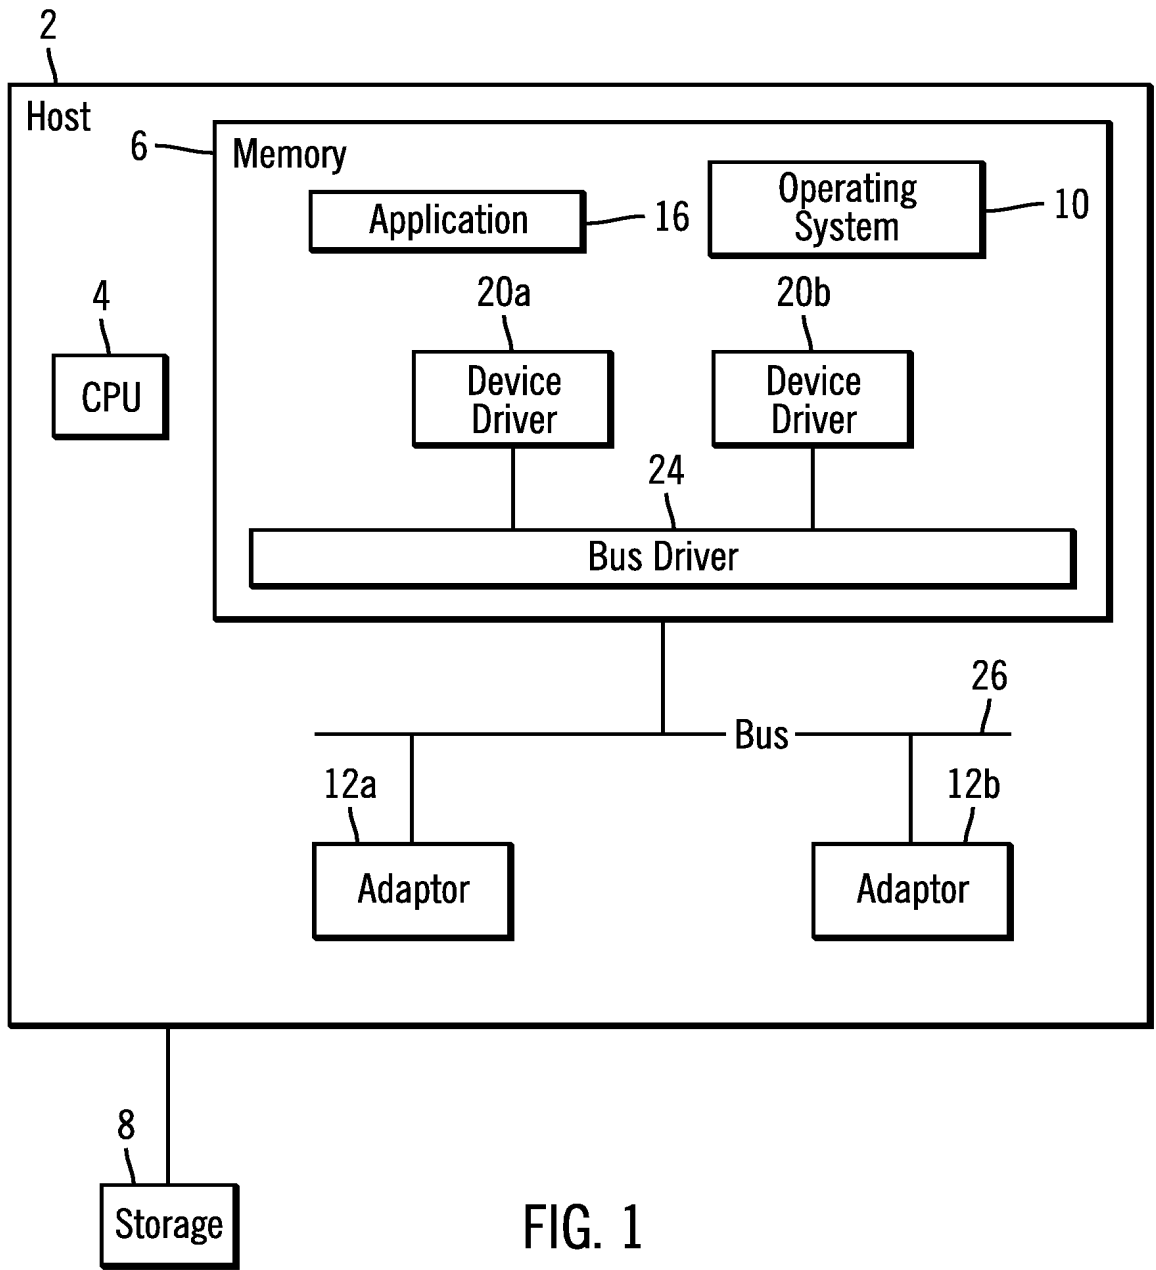 2
Host
6
Memory
Application
16
Operating
System
10
4
CPU
20a
20b
Device
Driver
Device
Driver
24
Bus Driver
26
Bus
12a
12b
Adaptor
Adaptor
8
Storage
FIG. 1